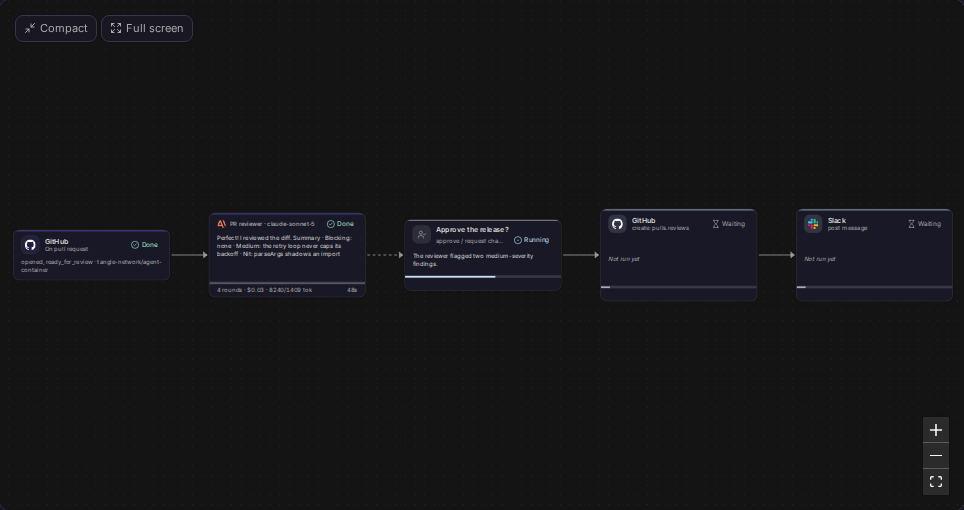 Compact
Full screen
GitHub
On pull request
Done
opened, ready_for_review · tangle-network/agent-
container
PR reviewer · claude-sonnet-5
Done
Perfect! I reviewed the diff. Summary · Blocking:
none · Medium: the retry loop never caps its
backoff · Nit: parseArgs shadows an import
4 rounds · $0.03 · 8240/1409 tok
48s
Approve the release?
approve / request cha...
Running
The reviewer flagged two medium-severity
findings.
GitHub
create pulls.reviews
Waiting
Not run yet
Slack
post message
Waiting
Not run yet